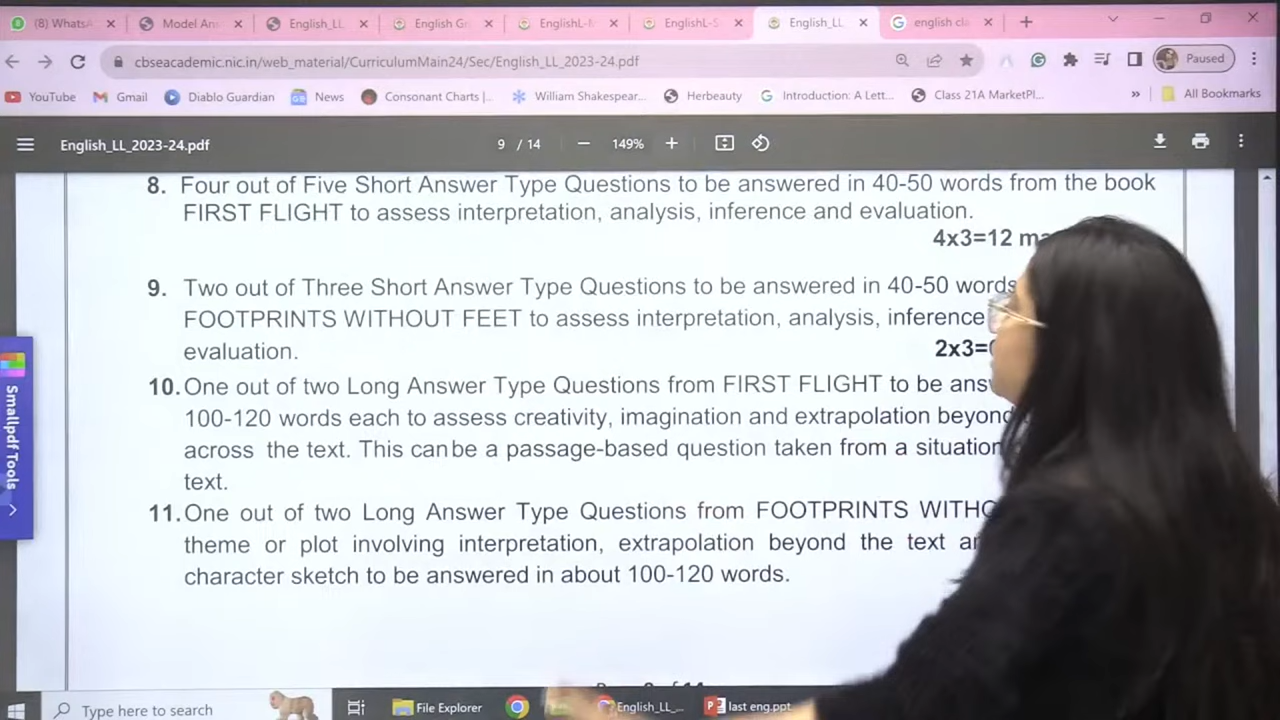 (8) WhatsA
Model An
English_LL
English G
EnglishL-
EnglishL-S
English_LL
english cla
cbseacademic.nic.in/web_material/CurriculumMain24/Sec/English_LL_2023-24.pdf
Paused
YouTube
Gmail
Diablo Guardian
News
Consonant Charts |...
William Shakespear...
Herbeauty
Introduction: A Lett...
Class 21A MarketPl...
»
All Bookmarks
English_LL_2023-24.pdf
9 / 14
149%
8. Four out of Five Short Answer Type Questions to be answered in 40-50 words from the book
FIRST FLIGHT to assess interpretation, analysis, inference and evaluation.
4x3=12 m
9. Two out of Three Short Answer Type Questions to be answered in 40-50 words
FOOTPRINTS WITHOUT FEET to assess interpretation, analysis, inference
evaluation.
2x3=
10. One out of two Long Answer Type Questions from FIRST FLIGHT to be ans
100-120 words each to assess creativity, imagination and extrapolation beyond
across the text. This can be a passage-based question taken from a situation
text.
11. One out of two Long Answer Type Questions from FOOTPRINTS WITHO
theme or plot involving interpretation, extrapolation beyond the text an
character sketch to be answered in about 100-120 words.
Smallpdf Tools
Type here to search
File Explorer
English_LL_...
last eng.ppt